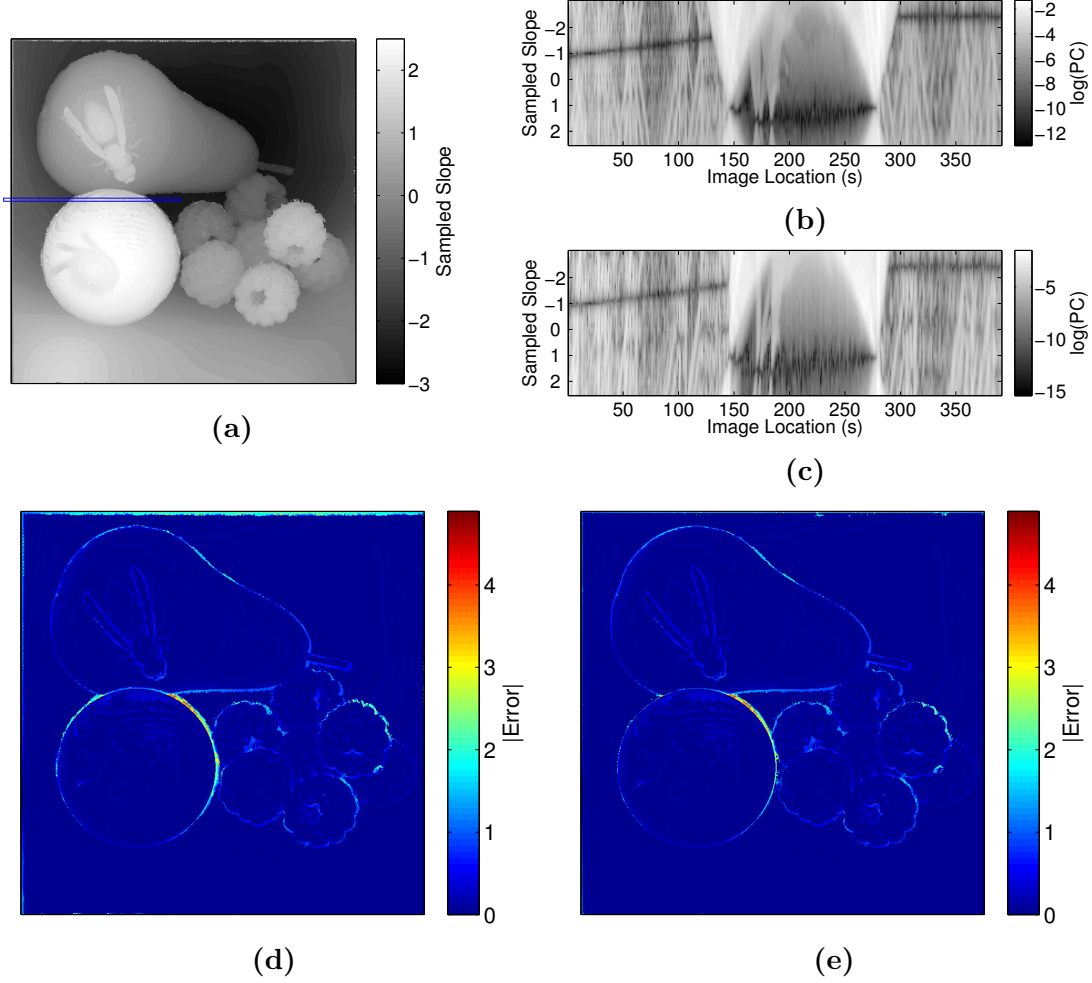 2
1
0
−1
−2
−3
Sampled Slope
(a)
−2
−1
0
1
2
Sampled Slope
50 100 150 200 250 300 350
Image Location (s)
−2
−4
−6
−8
−10
−12
log(PC)
(b)
−2
−1
0
1
2
Sampled Slope
50 100 150 200 250 300 350
Image Location (s)
−5
−10
−15
log(PC)
(c)
4
3
2
1
0
|Error|
(d)
4
3
2
1
0
|Error|
(e)